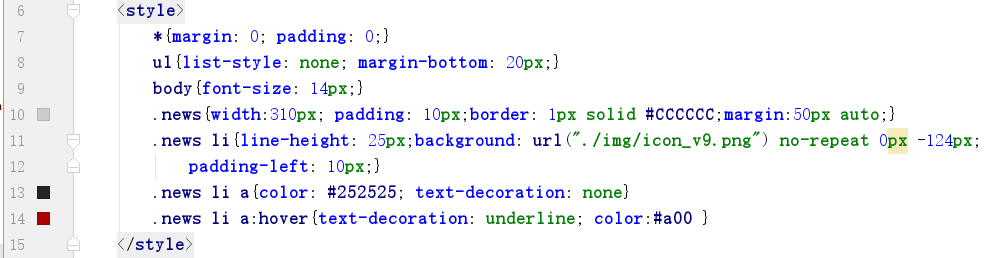 6 <style>
7 *{margin: 0; padding: 0;}
8 ul{list-style: none; margin-bottom: 20px;}
9 body{font-size: 14px;}
10 .news{width:310px; padding: 10px;border: 1px solid #CCCCCC;margin:50px auto;}
11 .news li{line-height: 25px;background: url("./img/icon_v9.png") no-repeat 0px -124px;
12 padding-left: 10px;}
13 .news li a{color: #252525; text-decoration: none}
14 .news li a:hover{text-decoration: underline; color:#a00 }
15 </style>